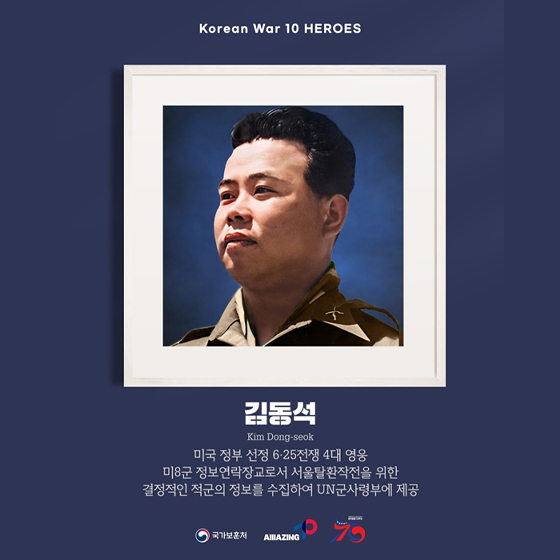 Korean War 10 HEROES
김동석
Kim Dong-seok
미국 정부 선정 6·25전쟁 4대 영웅
미8군 정보연락장교로서 서울탈환작전을 위한
결정적인 적군의 정보를 수집하여 UN군사령부에 제공
국가보훈처
AMAZING 70
70